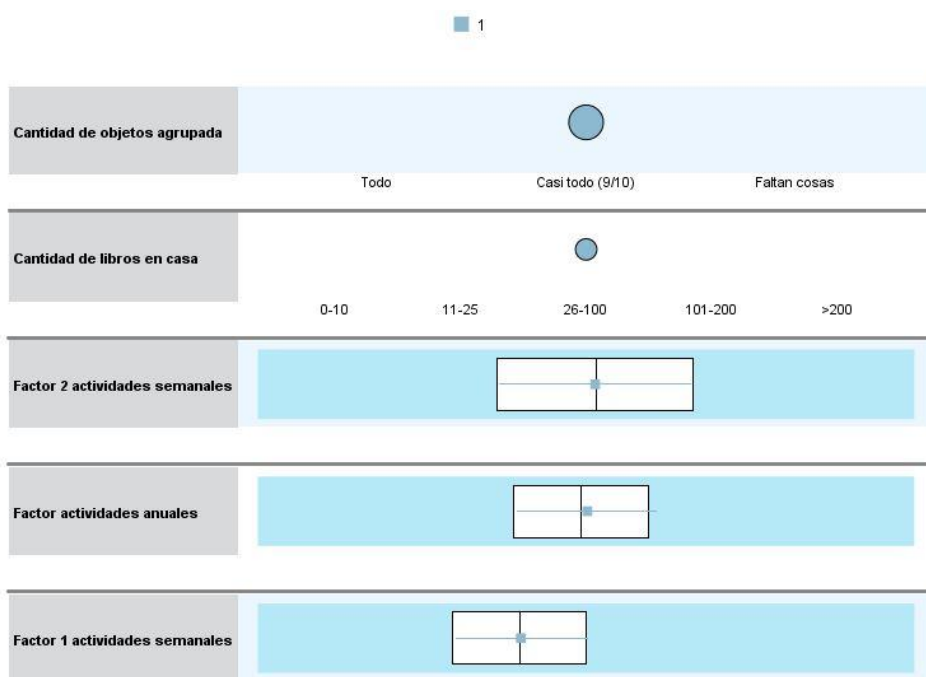 1
Cantidad de objetos agrupada
Todo Casi todo (9/10) Faltan cosas
Cantidad de libros en casa
0-10 11-25 26-100 101-200 >200
Factor 2 actividades semanales
Factor actividades anuales
Factor 1 actividades semanales